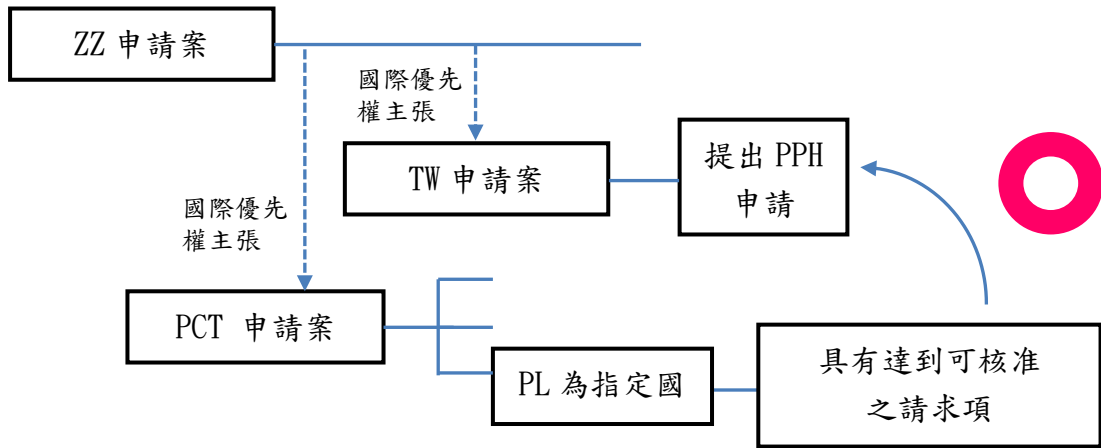 ZZ 申請案
國際優先
權主張
TW 申請案
提出 PPH
申請
國際優先
權主張
PCT 申請案
PL 為指定國
具有達到可核准
之請求項